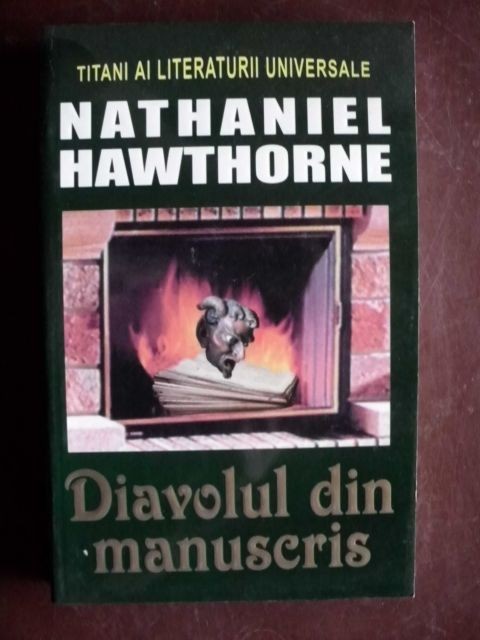 TITANI AI LITERATURII UNIVERSALE
NATHANIEL
HAWTHORNE
Diavolul din
manuscris